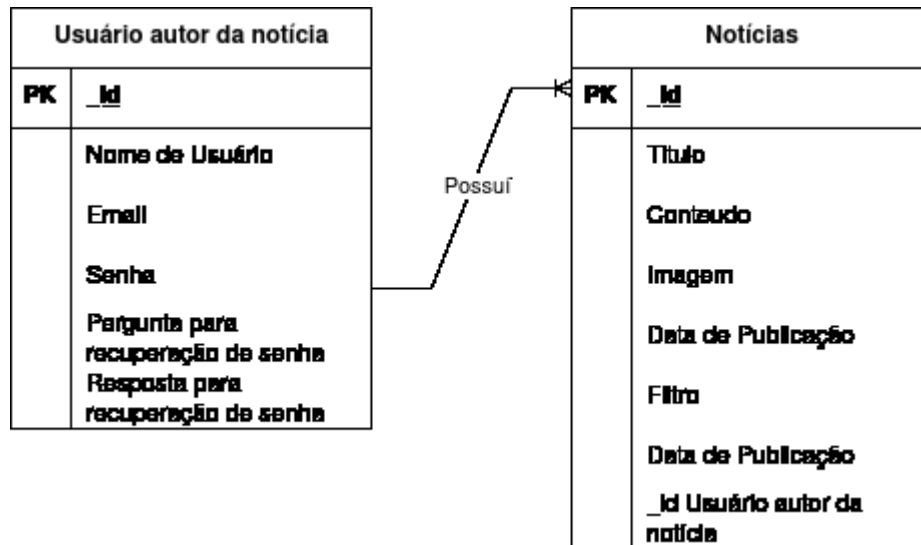 Usuário autor da notícia
PK
_id
Nome de Usuário
Email
Senha
Pergunta para
recuperação de senha
Resposta para
recuperação de senha
Possuí
Notícias
PK
_id
Título
Conteudo
Imagem
Data de Publicação
Filtro
Data de Publicação
_id Usuário autor da
notícia